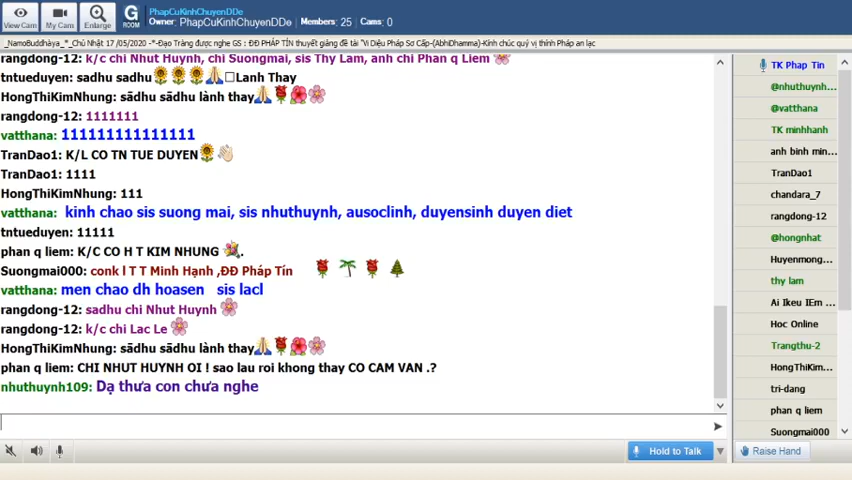 View Cam
My Cam
Enlarge
G
ROOM
PhapCuKinhChuyenDDe
Owner: PhapCuKinhChuyenDDe Members: 25 Cams: 0
_NamoBuddhàya_*_Chủ Nhật 17 /05/2020 -*-Đạo Tràng được nghe GS : ĐĐ PHÁP TÍN thuyết giảng đề tài "Vi Diệu Pháp Sơ Cấp-(AbhiDhamma)-Kính chúc quý vị thính Pháp an lạc
rangdong-12: k/c chi Nhut Huynh, chi Suongmai, sis Thy Lam, anh chi Phan q Liem
tntueduyen: sadhu sadhu Lanh Thay
HongThiKimNhung: sādhu sādhu lành thay
rangdong-12: 1111111
vatthana: 111111111111111
TranDao1: K/L CO TN TUE DUYEN
TranDao1: 1111
HongThiKimNhung: 111
vatthana: kinh chao sis suong mai, sis nhuthuynh, ausoclinh, duyensinh duyen diet
tntueduyen: 11111
phan q liem: K/C CO H T KIM NHUNG .
Suongmai000: conk l T T Minh Hạnh ,ĐĐ Pháp Tín
vatthana: men chao dh hoasen sis lacl
rangdong-12: sadhu chi Nhut Huynh
rangdong-12: k/c chi Lac Le
HongThiKimNhung: sādhu sādhu lành thay
phan q liem: CHI NHUT HUYNH OI ! sao lau roi khong thay CO CAM VAN .?
nhuthuynh109: Dạ thưa con chưa nghe
Hold to Talk
TK Phap Tin
@nhuthuynh...
@vatthana
TK minhhanh
anh binh min...
TranDao1
chandara_7
rangdong-12
@hongnhat
Huyenmong...
thy lam
Ai Ikeu IEm ...
Hoc Online
Trangthu-2
HongThiKim...
tri-dang
phan q liem
Suongmai000
Raise Hand